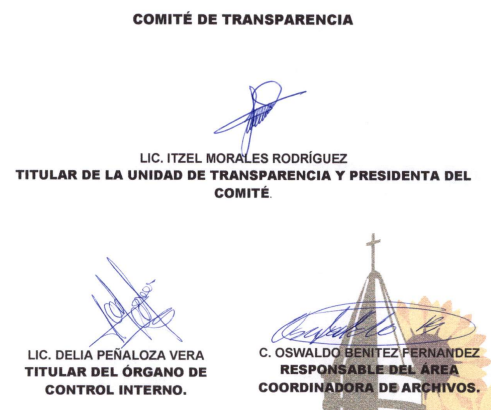 COMITÉ DE TRANSPARENCIA
LIC. ITZEL MORALES RODRÍGUEZ
TITULAR DE LA UNIDAD DE TRANSPARENCIA Y PRESIDENTA DEL
COMITÉ.
LIC. DELIA PEÑALOZA VERA
TITULAR DEL ÓRGANO DE
CONTROL INTERNO.
C. OSWALDO BENITEZ FERNANDEZ
RESPONSABLE DEL ÁREA
COORDINADORA DE ARCHIVOS.